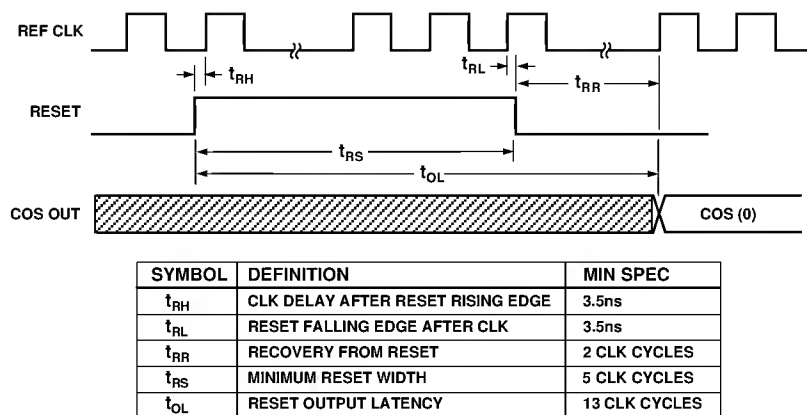 REF CLK
tRH
tRL
tRR
RESET
tRS
tOL
COS OUT
COS (0)
SYMBOL DEFINITION MIN SPEC
tRH CLK DELAY AFTER RESET RISING EDGE 3.5ns
tRL RESET FALLING EDGE AFTER CLK 3.5ns
tRR RECOVERY FROM RESET 2 CLK CYCLES
tRS MINIMUM RESET WIDTH 5 CLK CYCLES
tOL RESET OUTPUT LATENCY 13 CLK CYCLES